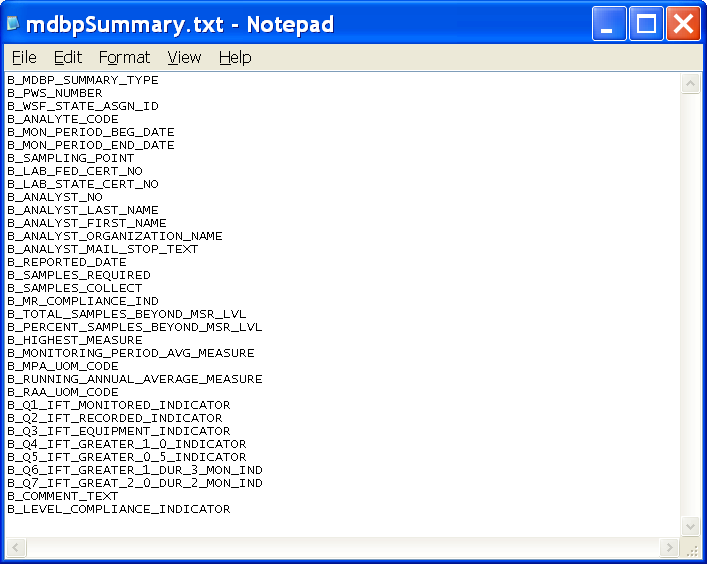 mdbpSummary.txt - Notepad
File Edit Format View Help
B_MDBP_SUMMARY_TYPE
B_PWS_NUMBER
B_WSF_STATE_ASGN_ID
B_ANALYTE_CODE
B_MON_PERIOD_BEG_DATE
B_MON_PERIOD_END_DATE
B_SAMPLING_POINT
B_LAB_FED_CERT_NO
B_LAB_STATE_CERT_NO
B_ANALYST_NO
B_ANALYST_LAST_NAME
B_ANALYST_FIRST_NAME
B_ANALYST_ORGANIZATION_NAME
B_ANALYST_MAIL_STOP_TEXT
B_REPORTED_DATE
B_SAMPLES_REQUIRED
B_SAMPLES_COLLECT
B_MR_COMPLIANCE_IND
B_TOTAL_SAMPLES_BEYOND_MSR_LVL
B_PERCENT_SAMPLES_BEYOND_MSR_LVL
B_HIGHEST_MEASURE
B_MONITORING_PERIOD_AVG_MEASURE
B_MPA_UOM_CODE
B_RUNNING_ANNUAL_AVERAGE_MEASURE
B_RAA_UOM_CODE
B_Q1_IFT_MONITORED_INDICATOR
B_Q2_IFT_RECORDED_INDICATOR
B_Q3_IFT_EQUIPMENT_INDICATOR
B_Q4_IFT_GREATER_1_0_INDICATOR
B_Q5_IFT_GREATER_0_5_INDICATOR
B_Q6_IFT_GREATER_1_DUR_3_MON_IND
B_Q7_IFT_GREAT_2_0_DUR_2_MON_IND
B_COMMENT_TEXT
B_LEVEL_COMPLIANCE_INDICATOR